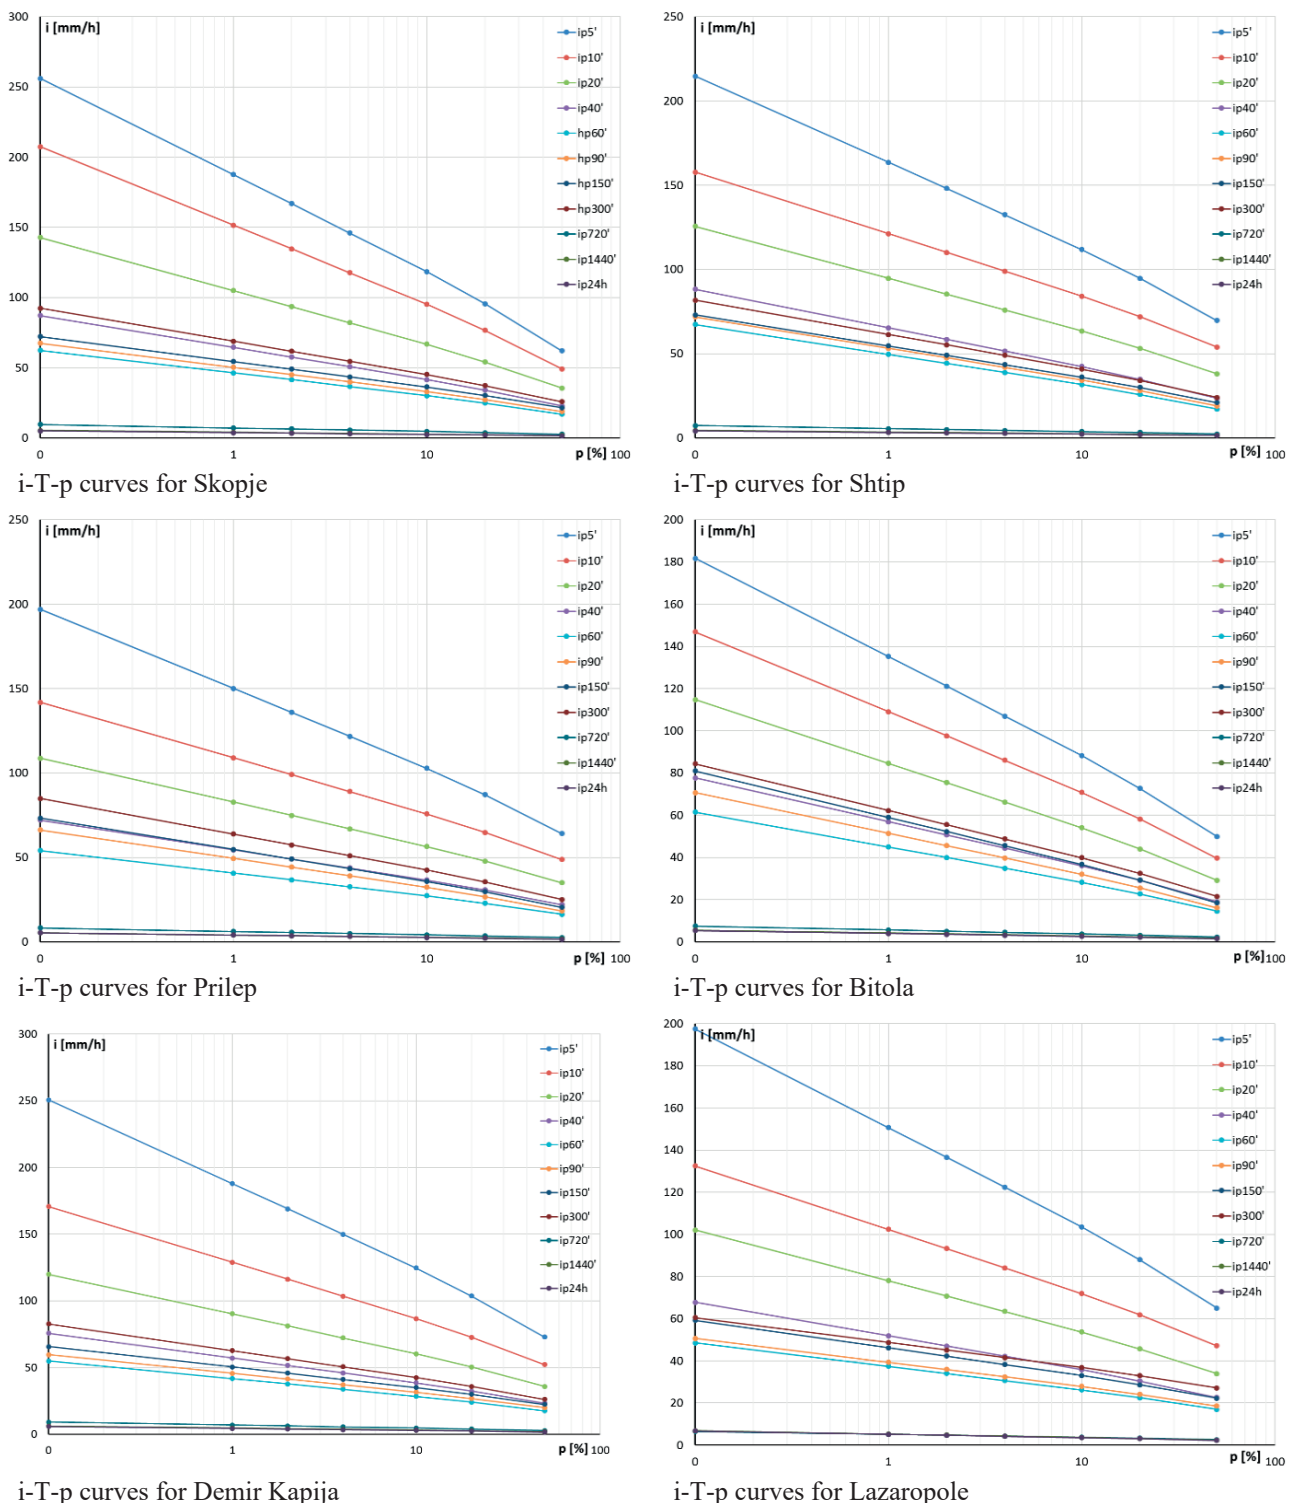 i [mm/h]
300
250
200
150
100
50
0
0
1
10
100
p [%]
ip5'
ip10'
ip20'
ip40'
hp60'
hp90'
hp150'
hp300'
ip720'
ip1440'
ip24h
i-T-p curves for Skopje
i [mm/h]
250
200
150
100
50
0
0
1
10
100
p [%]
ip5'
ip10'
ip20'
ip40'
ip60'
ip90'
ip150'
ip300'
ip720'
ip1440'
ip24h
i-T-p curves for Shtip
i [mm/h]
250
200
150
100
50
0
0
1
10
100
p [%]
ip5'
ip10'
ip20'
ip40'
ip60'
ip90'
ip150'
ip300'
ip720'
ip1440'
ip24h
i-T-p curves for Prilep
i [mm/h]
200
180
160
140
120
100
80
60
40
20
0
0
1
10
100
p [%]
ip5'
ip10'
ip20'
ip40'
ip60'
ip90'
ip150'
ip300'
ip720'
ip1440'
ip24h
i-T-p curves for Bitola
i [mm/h]
300
250
200
150
100
50
0
0
1
10
100
p [%]
ip5'
ip10'
ip20'
ip40'
ip60'
ip90'
ip150'
ip300'
ip720'
ip1440'
ip24h
i-T-p curves for Demir Kapija
i [mm/h]
200
180
160
140
120
100
80
60
40
20
0
0
1
10
100
p [%]
ip5'
ip10'
ip20'
ip40'
ip60'
ip90'
ip150'
ip300'
ip720'
ip1440'
ip24h
i-T-p curves for Lazaropole